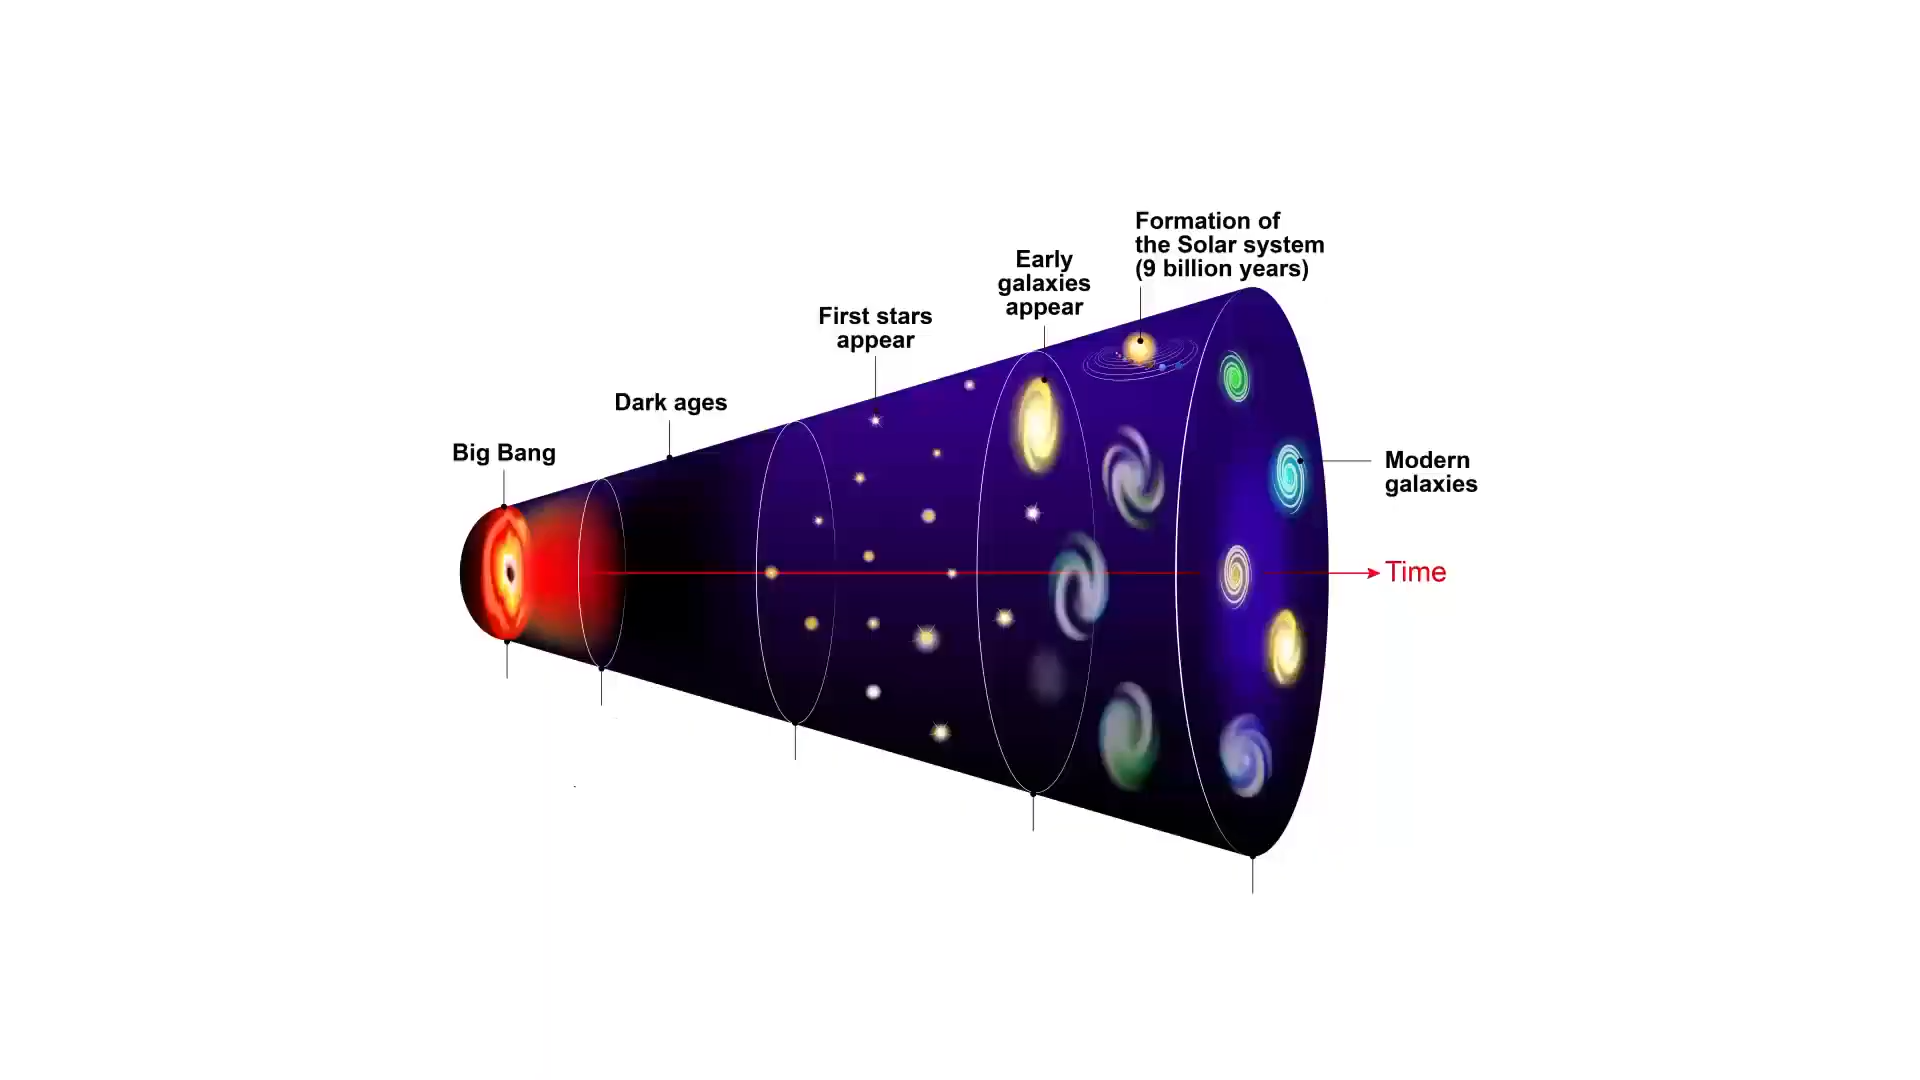 Big Bang
Dark ages
First stars
appear
Early
galaxies
appear
Formation of
the Solar system
(9 billion years)
Modern
galaxies
Time